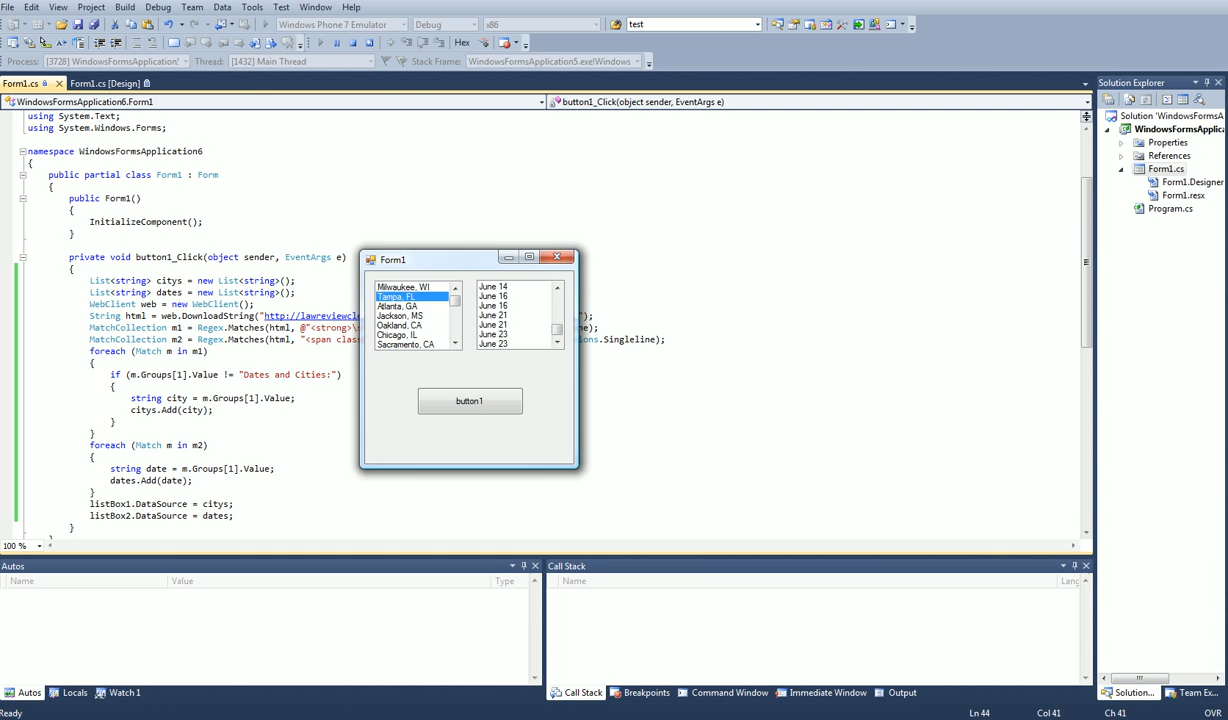 File Edit View Project Build Debug Team Data Tools Test Window Help
Windows Phone 7 Emulator Debug x86 test
Hex
Process: [3728] WindowsFormsApplication! Thread: [1432] Main Thread Stack Frame: WindowsFormsApplication5.exe!Windows
Form1.cs Form1.cs [Design]
WindowsFormsApplication6.Form1 button1_Click(object sender, EventArgs e)
using System.Text;
using System.Windows.Forms;
namespace WindowsFormsApplication6
{
public partial class Form1 : Form
{
public Form1()
{
InitializeComponent();
}
private void button1_Click(object sender, EventArgs e)
{
List<string> citys = new List<string>();
List<string> dates = new List<string>();
WebClient web = new WebClient();
String html = web.DownloadString("http://lawreviewcle );
MatchCollection m1 = Regex.Matches(html, @"<strong>\s ne);
MatchCollection m2 = Regex.Matches(html, "<span class ons.Singleline);
foreach (Match m in m1)
{
if (m.Groups[1].Value != "Dates and Cities:")
{
string city = m.Groups[1].Value;
citys.Add(city);
}
}
foreach (Match m in m2)
{
string date = m.Groups[1].Value;
dates.Add(date);
}
listBox1.DataSource = citys;
listBox2.DataSource = dates;
}
100 %
Form1
Milwaukee, WI
Tampa, FL
Atlanta, GA
Jackson, MS
Oakland, CA
Chicago, IL
Sacramento, CA
June 14
June 16
June 16
June 21
June 21
June 23
June 23
button1
Solution Explorer
Solution 'WindowsFormsA
WindowsFormsApplica
Properties
References
Form1.cs
Form1.Designer
Form1.resx
Program.cs
Autos
Name Value Type
Call Stack
Name Lang
Autos Locals Watch 1
Call Stack Breakpoints Command Window Immediate Window Output
Solution... Team Ex...
Ready Ln 44 Col 41 Ch 41 OVR